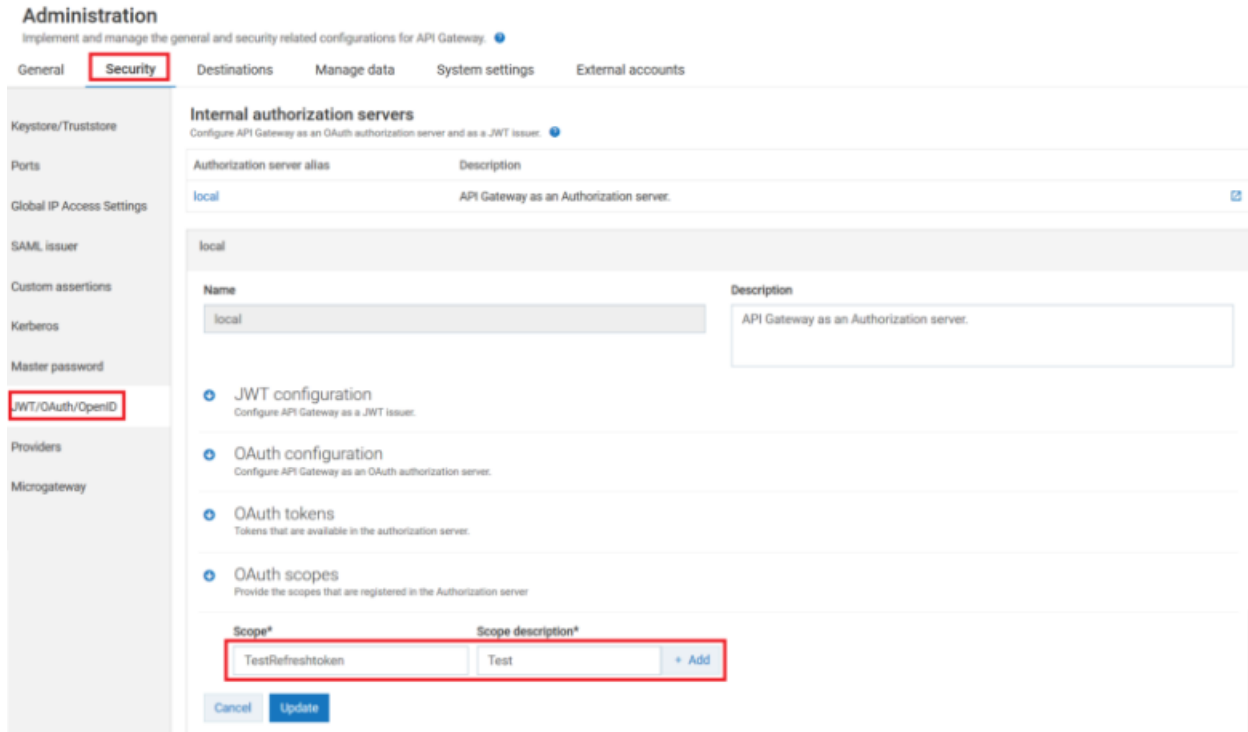 Administration
Implement and manage the general and security related configurations for API Gateway.
General Security Destinations Manage data System settings External accounts
Keystore/Truststore
Ports
Global IP Access Settings
SAML issuer
Custom assertions
Kerberos
Master password
JWT/OAuth/OpenID
Providers
Microgateway
Internal authorization servers
Configure API Gateway as an OAuth authorization server and as a JWT issuer.
Authorization server alias Description
local API Gateway as an Authorization server.
local
Name Description
local API Gateway as an Authorization server.
JWT configuration
Configure API Gateway as a JWT issuer.
OAuth configuration
Configure API Gateway as an OAuth authorization server.
OAuth tokens
Tokens that are available in the authorization server.
OAuth scopes
Provide the scopes that are registered in the Authorization server
Scope* Scope description*
TestRefreshtoken Test + Add
Cancel Update